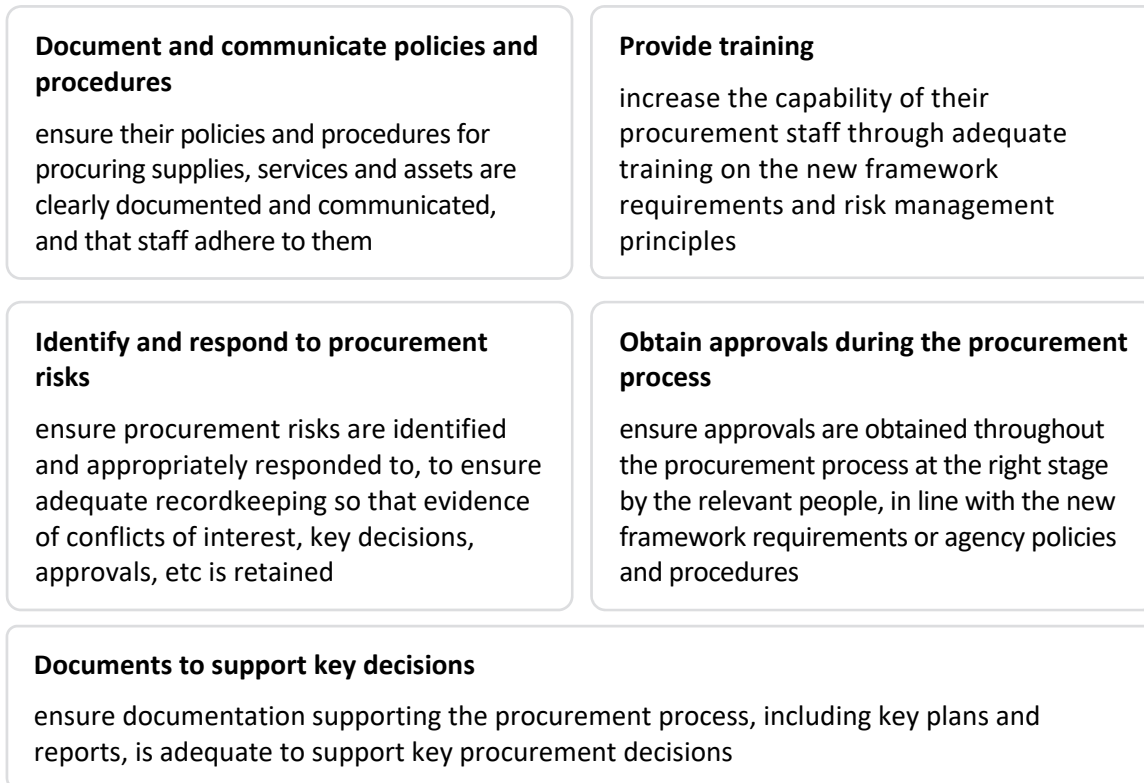 Document and communicate policies and
procedures
ensure their policies and procedures for
procuring supplies, services and assets are
clearly documented and communicated,
and that staff adhere to them
Provide training
increase the capability of their
procurement staff through adequate
training on the new framework
requirements and risk management
principles
Identify and respond to procurement
risks
ensure procurement risks are identified
and appropriately responded to, to ensure
adequate recordkeeping so that evidence
of conflicts of interest, key decisions,
approvals, etc is retained
Obtain approvals during the procurement
process
ensure approvals are obtained throughout
the procurement process at the right stage
by the relevant people, in line with the new
framework requirements or agency policies
and procedures
Documents to support key decisions
ensure documentation supporting the procurement process, including key plans and
reports, is adequate to support key procurement decisions